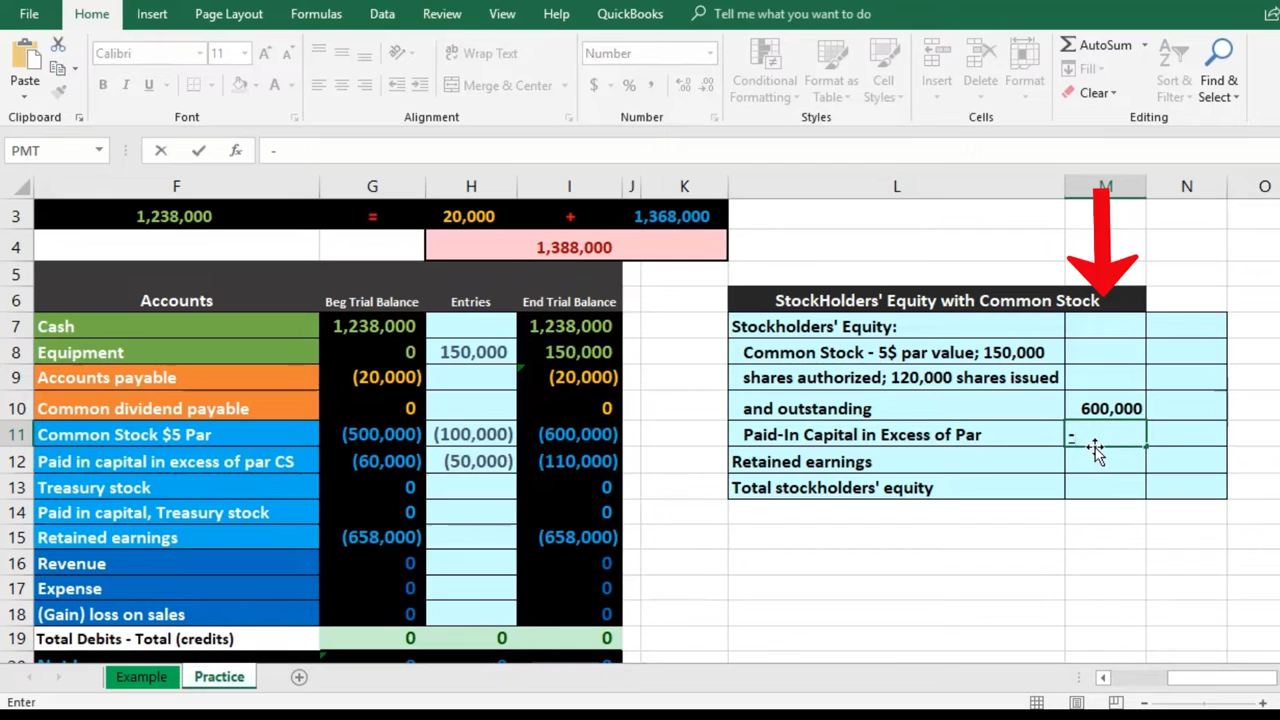 File Home Insert Page Layout Formulas Data Review View Help QuickBooks Tell me what you want to do
Paste
Calibri 11
B I U
Wrap Text
Merge & Center
Number
$ % ,
Conditional Formatting
Format as Table
Cell Styles
Insert Delete Format
AutoSum
Fill
Clear
Sort & Filter
Find & Select
Clipboard Font Alignment Number Styles Cells Editing
PMT fx -
F G H I J K L M N O
3 1,238,000 = 20,000 + 1,368,000
4 1,388,000
5
6 Accounts Beg Trial Balance Entries End Trial Balance StockHolders' Equity with Common Stock
7 Cash 1,238,000 1,238,000 Stockholders' Equity:
8 Equipment 0 150,000 150,000 Common Stock - 5$ par value; 150,000
9 Accounts payable (20,000) (20,000) shares authorized; 120,000 shares issued
10 Common dividend payable 0 0 and outstanding 600,000
11 Common Stock $5 Par (500,000) (100,000) (600,000) Paid-In Capital in Excess of Par -
12 Paid in capital in excess of par CS (60,000) (50,000) (110,000) Retained earnings
13 Treasury stock 0 0 Total stockholders' equity
14 Paid in capital, Treasury stock 0 0
15 Retained earnings (658,000) (658,000)
16 Revenue 0 0
17 Expense 0 0
18 (Gain) loss on sales 0 0
19 Total Debits - Total (credits) 0 0 0
Example Practice
Enter